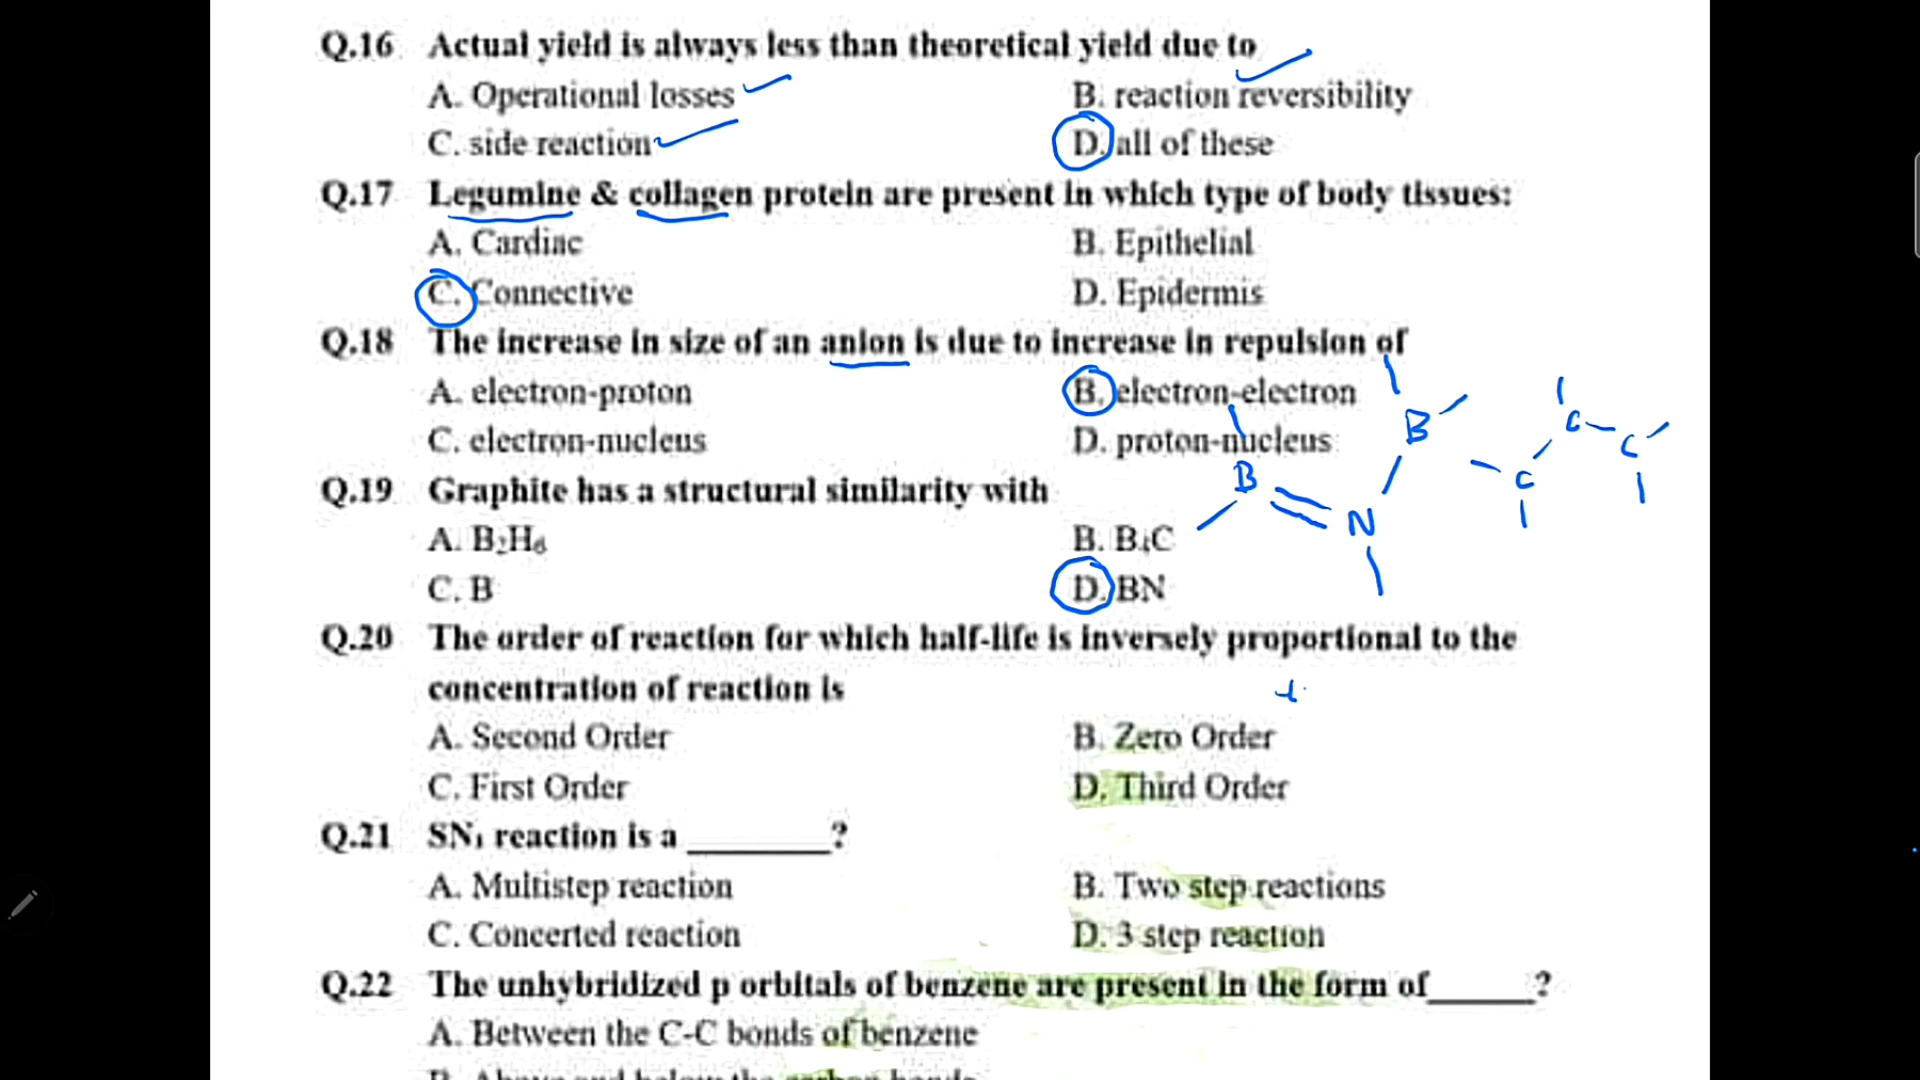 Q.16 Actual yield is always less than theoretical yield due to
A. Operational losses B. reaction reversibility
C. side reaction D. all of these
Q.17 Legumine & collagen protein are present in which type of body tissues:
A. Cardiac B. Epithelial
C. Connective D. Epidermis
Q.18 The increase in size of an anion is due to increase in repulsion of
A. electron-proton B. electron-electron
C. electron-nucleus D. proton-nucleus
B C C
B N C
Q.19 Graphite has a structural similarity with
A. B₂H₆ B. B₄C
C. B D. BN
Q.20 The order of reaction for which half-life is inversely proportional to the
concentration of reaction is
A. Second Order B. Zero Order
C. First Order D. Third Order
Q.21 SN₁ reaction is a ________?
A. Multistep reaction B. Two step reactions
C. Concerted reaction D. 3 step reaction
Q.22 The unhybridized p orbitals of benzene are present in the form of______?
A. Between the C-C bonds of benzene